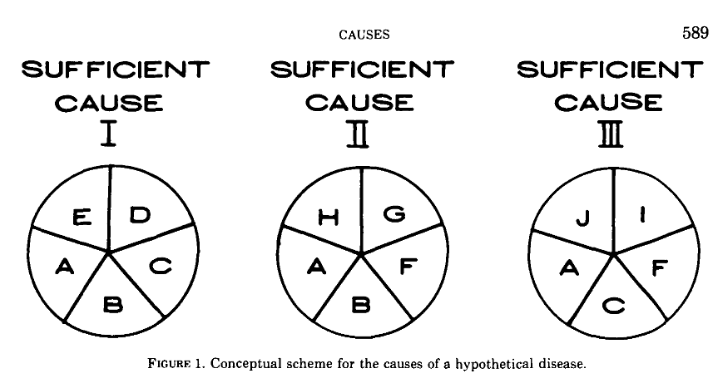 CAUSES 589
SUFFICIENT CAUSE I
SUFFICIENT CAUSE II
SUFFICIENT CAUSE III
E D
A C
B
H G
A F
B
J I
A F
C
FIGURE 1. Conceptual scheme for the causes of a hypothetical disease.